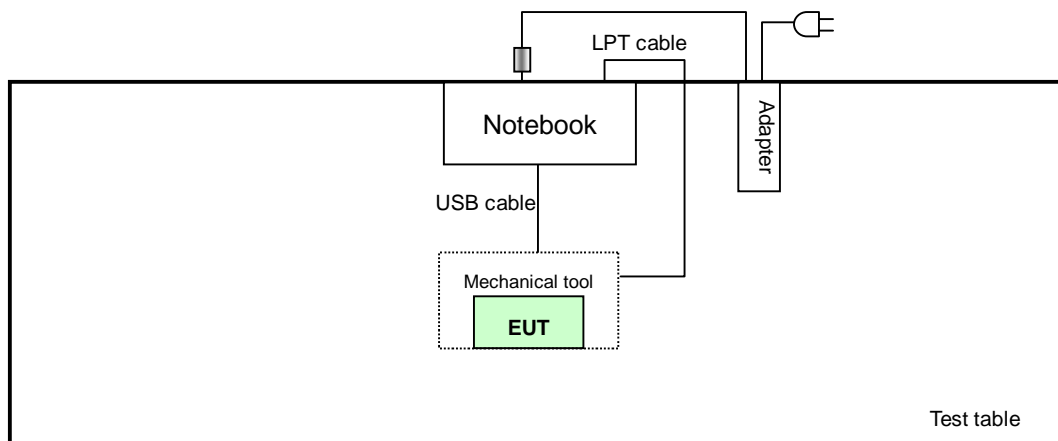 LPT cable
Notebook
Adapter
USB cable
Mechanical tool
EUT
Test table